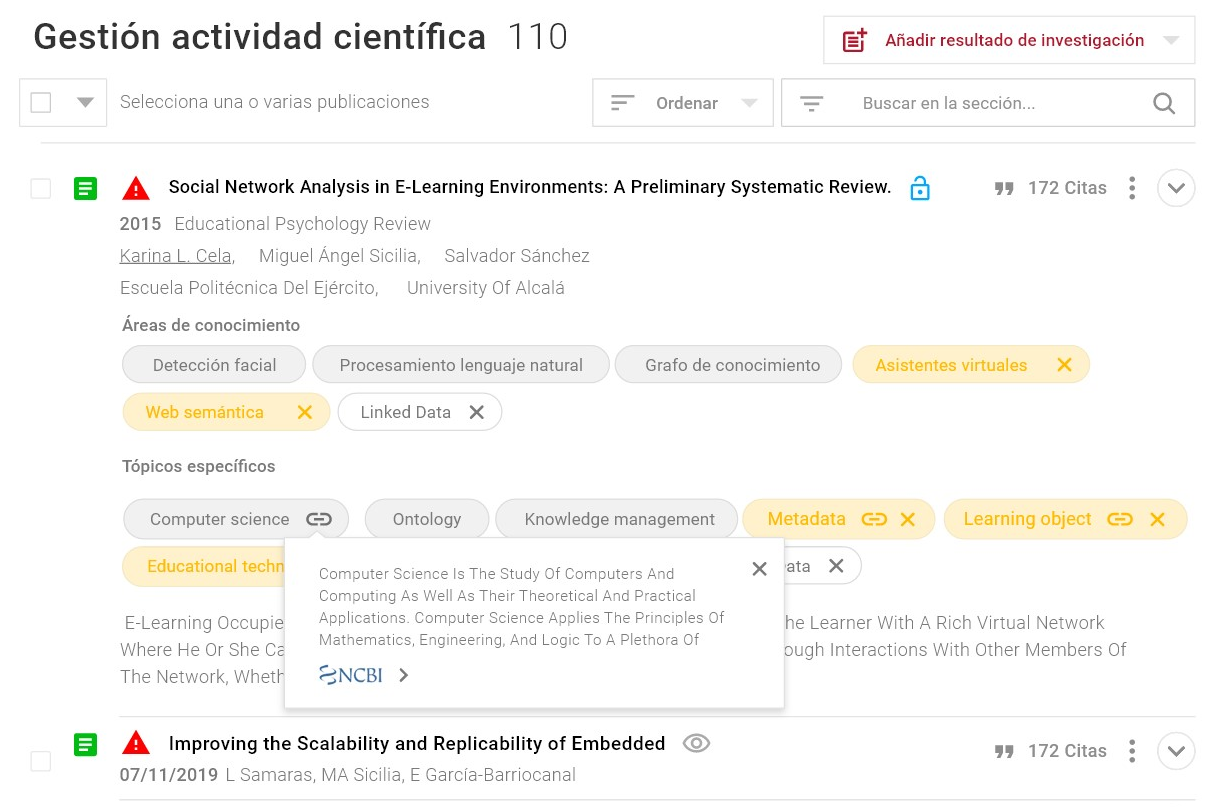 Gestión actividad científica 110
Añadir resultado de investigación
Selecciona una o varias publicaciones
Ordenar
Buscar en la sección...
Social Network Analysis in E-Learning Environments: A Preliminary Systematic Review.
172 Citas
2015 Educational Psychology Review
Karina L. Cela, Miguel Ángel Sicilia, Salvador Sánchez
Escuela Politécnica Del Ejército, University Of Alcalá
Áreas de conocimiento
Detección facial Procesamiento lenguaje natural Grafo de conocimiento Asistentes virtuales
Web semántica Linked Data
Tópicos específicos
Computer science Ontology Knowledge management Metadata Learning object
Educational
Computer Science Is The Study Of Computers And
Computing As Well As Their Theoretical And Practical
Applications. Computer Science Applies The Principles Of
Mathematics, Engineering, And Logic To A Plethora Of
NCBI
E-Learning
Learner With A Rich Virtual Network
Where He Or She
Interactions With Other Members Of
The Network,
Improving the Scalability and Replicability of Embedded
172 Citas
07/11/2019 L Samaras, MA Sicilia, E García-Barriocanal